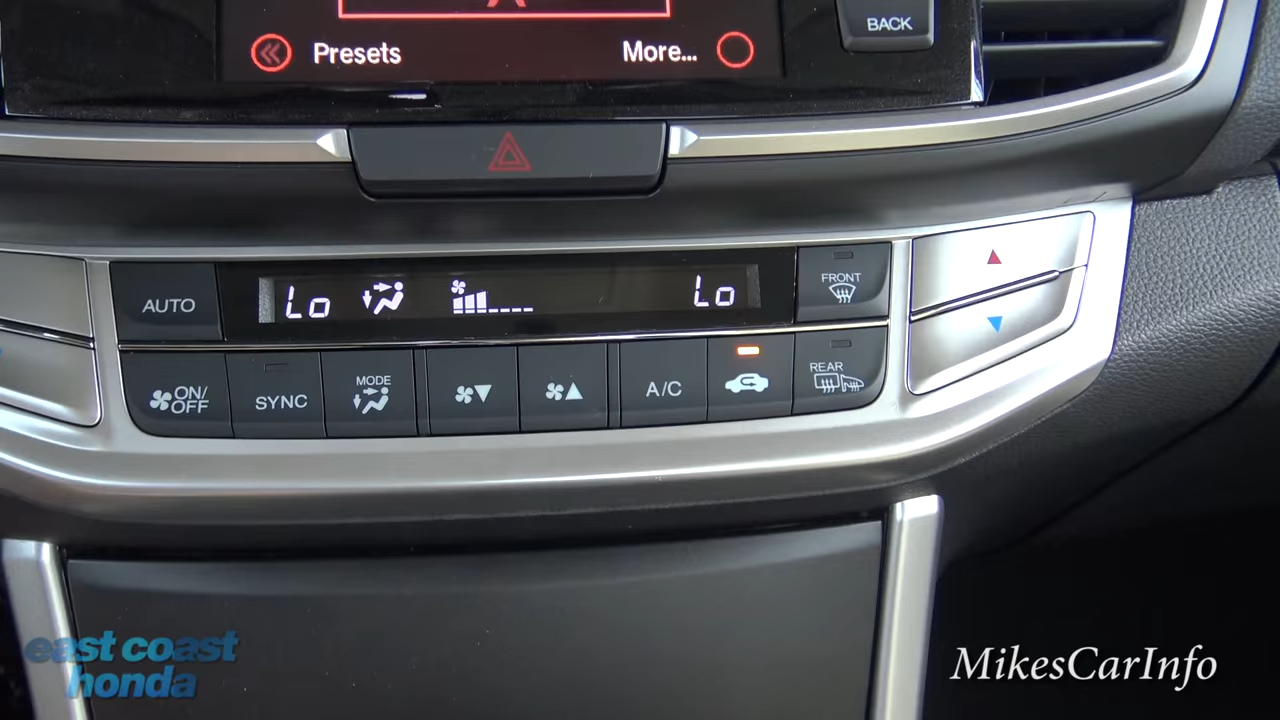 BACK
Presets
More...
AUTO
Lo
Lo
FRONT
ON/
OFF
SYNC
MODE
A/C
REAR
east coast
honda
MikesCarInfo